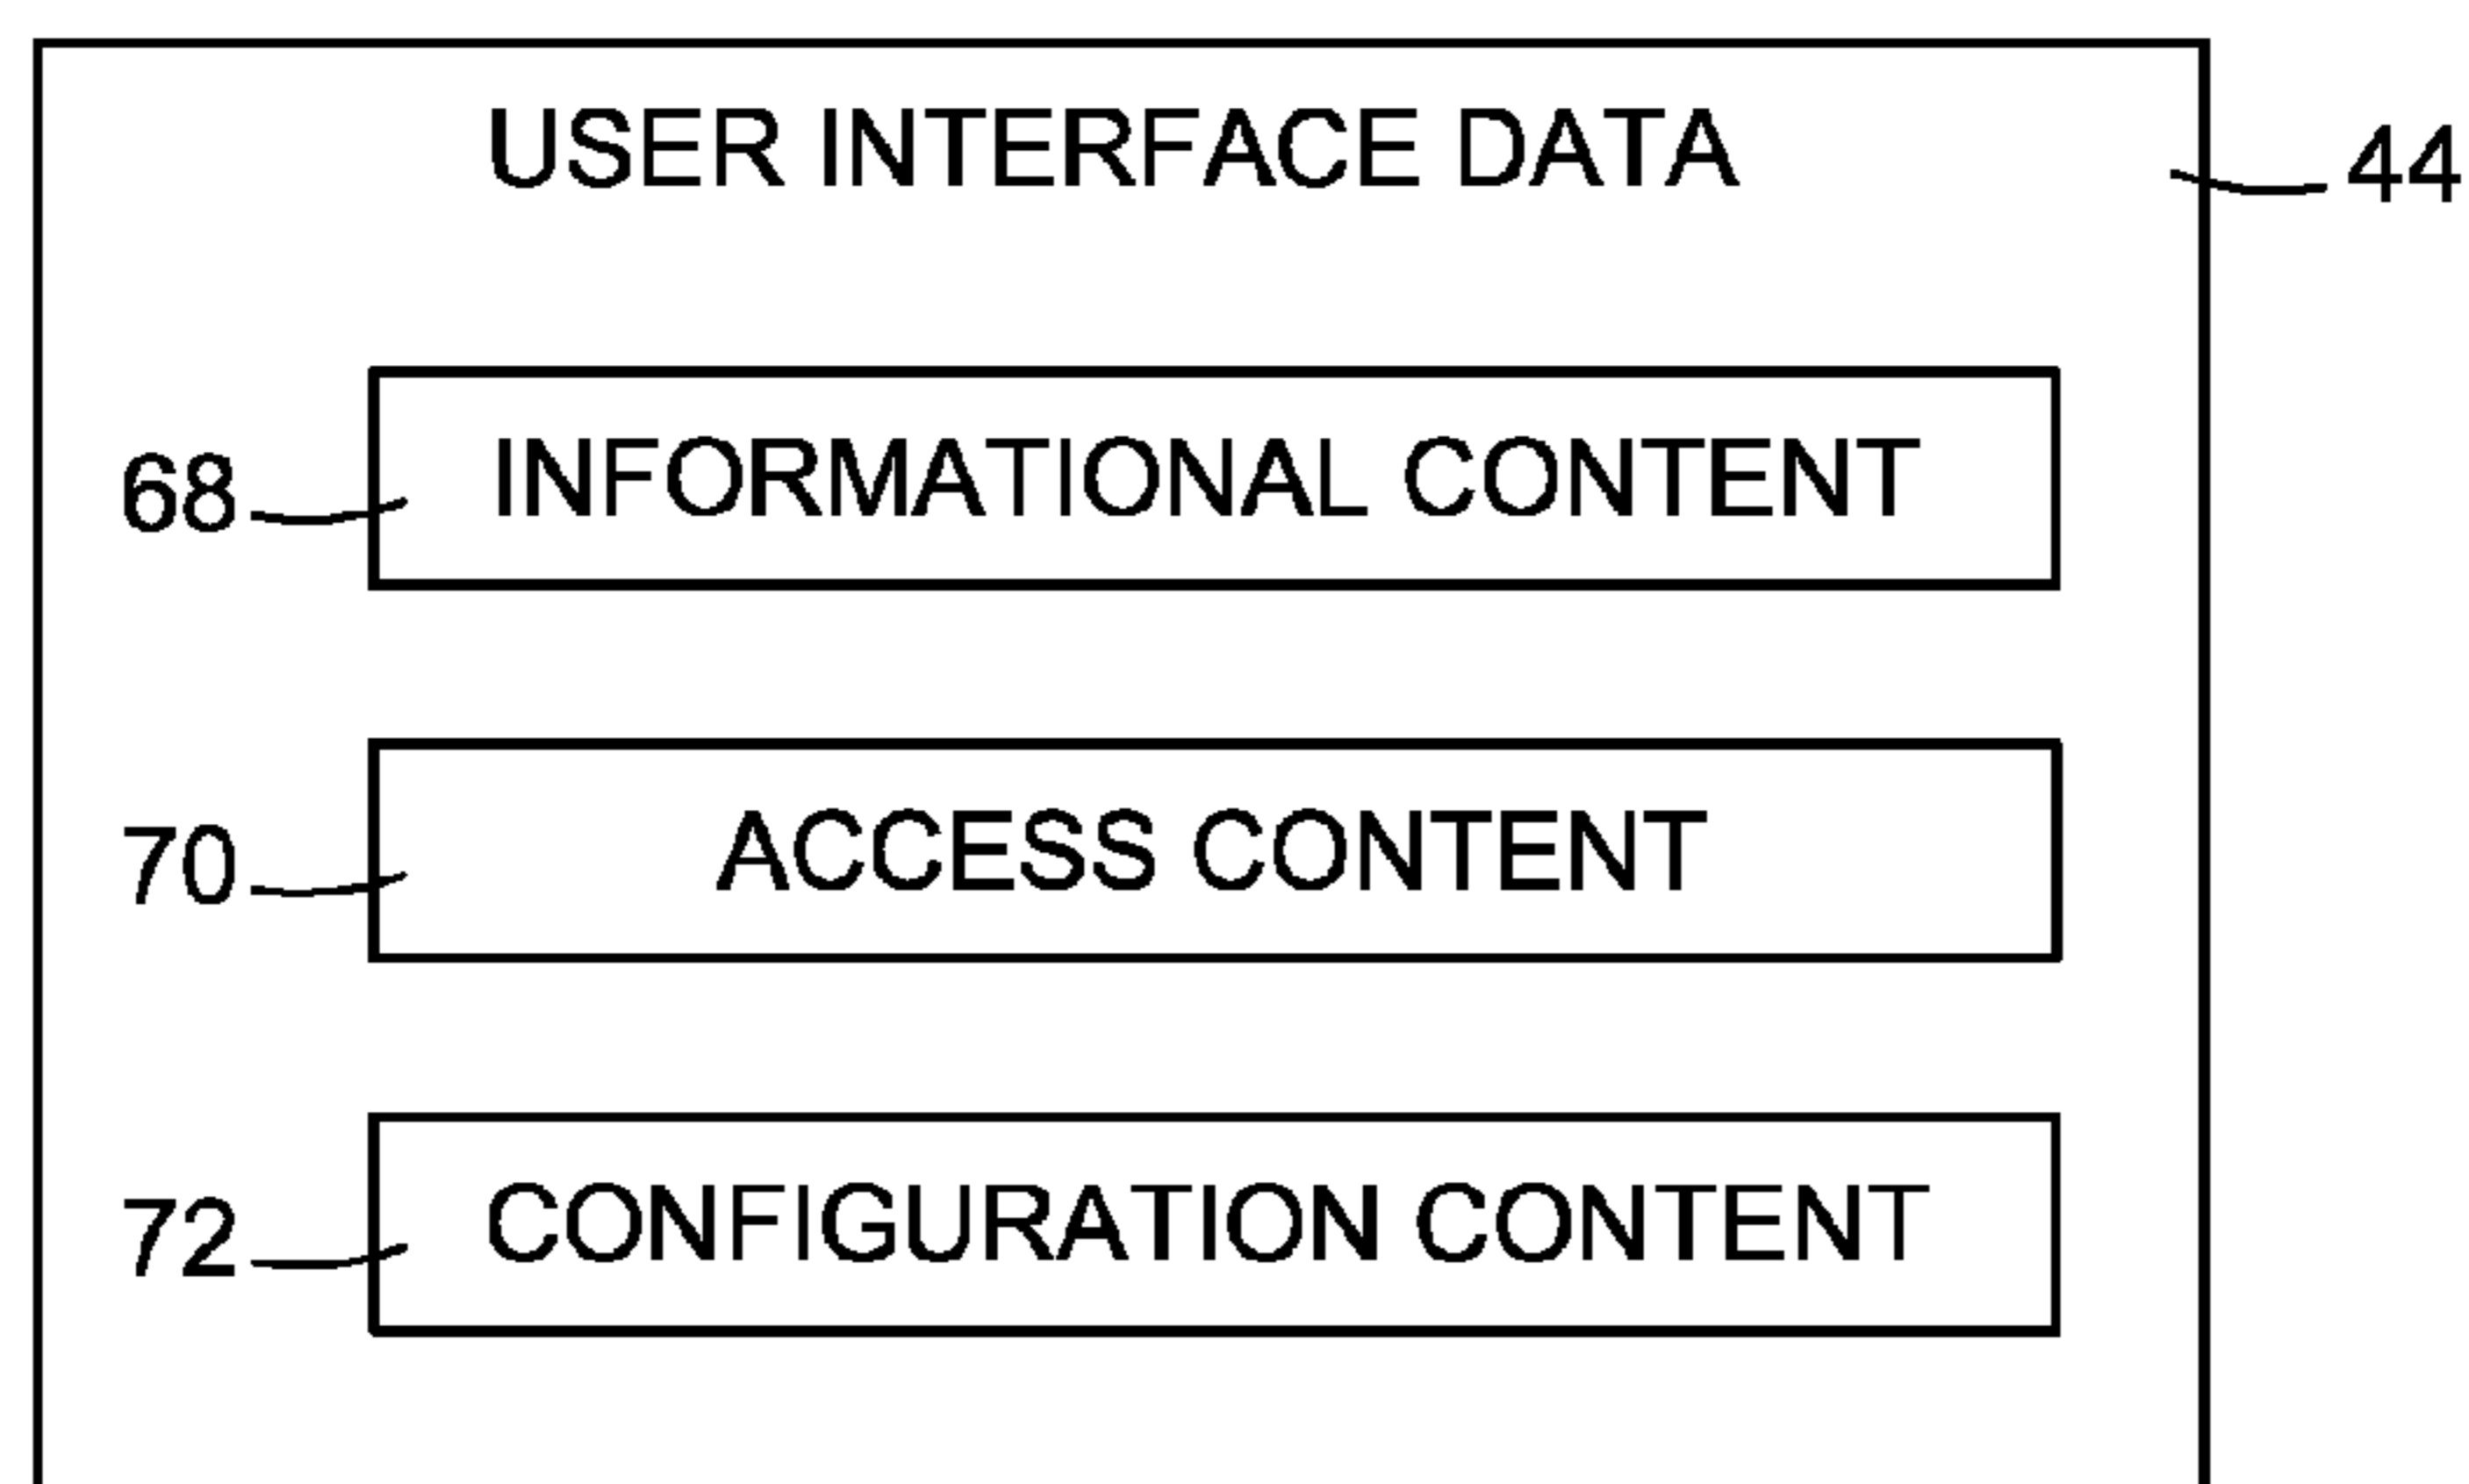 USER INTERFACE DATA
44
68
INFORMATIONAL CONTENT
70
ACCESS CONTENT
72
CONFIGURATION CONTENT